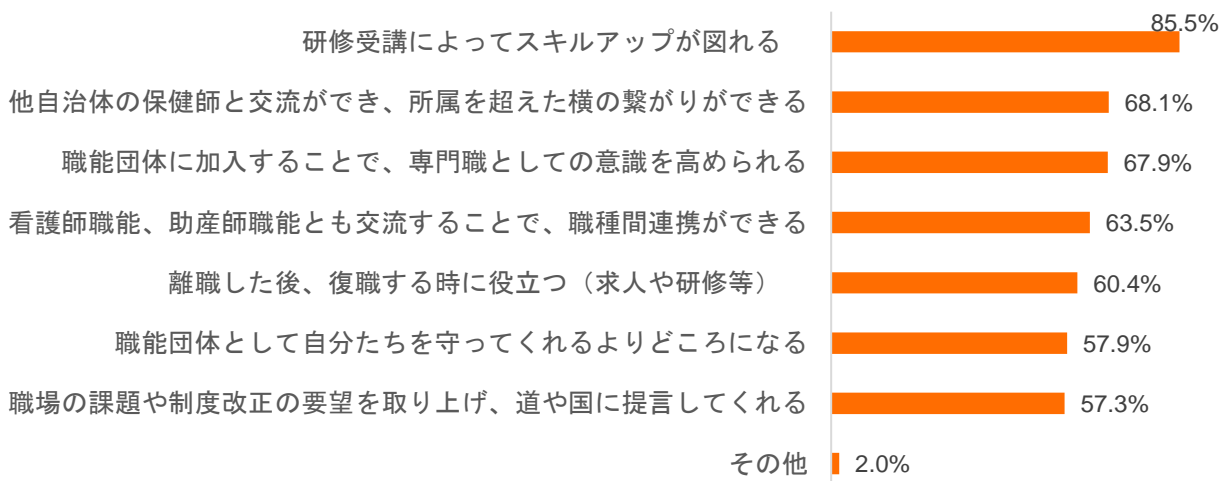 研修受講によってスキルアップが図れる 85.5%
他自治体の保健師と交流ができ、所属を超えた横の繋がりができる 68.1%
職能団体に加入することで、専門職としての意識を高められる 67.9%
看護師職能、助産師職能とも交流することで、職種間連携ができる 63.5%
離職した後、復職する時に役立つ（求人や研修等） 60.4%
職能団体として自分たちを守ってくれるよりどころになる 57.9%
職場の課題や制度改正の要望を取り上げ、道や国に提言してくれる 57.3%
その他 2.0%